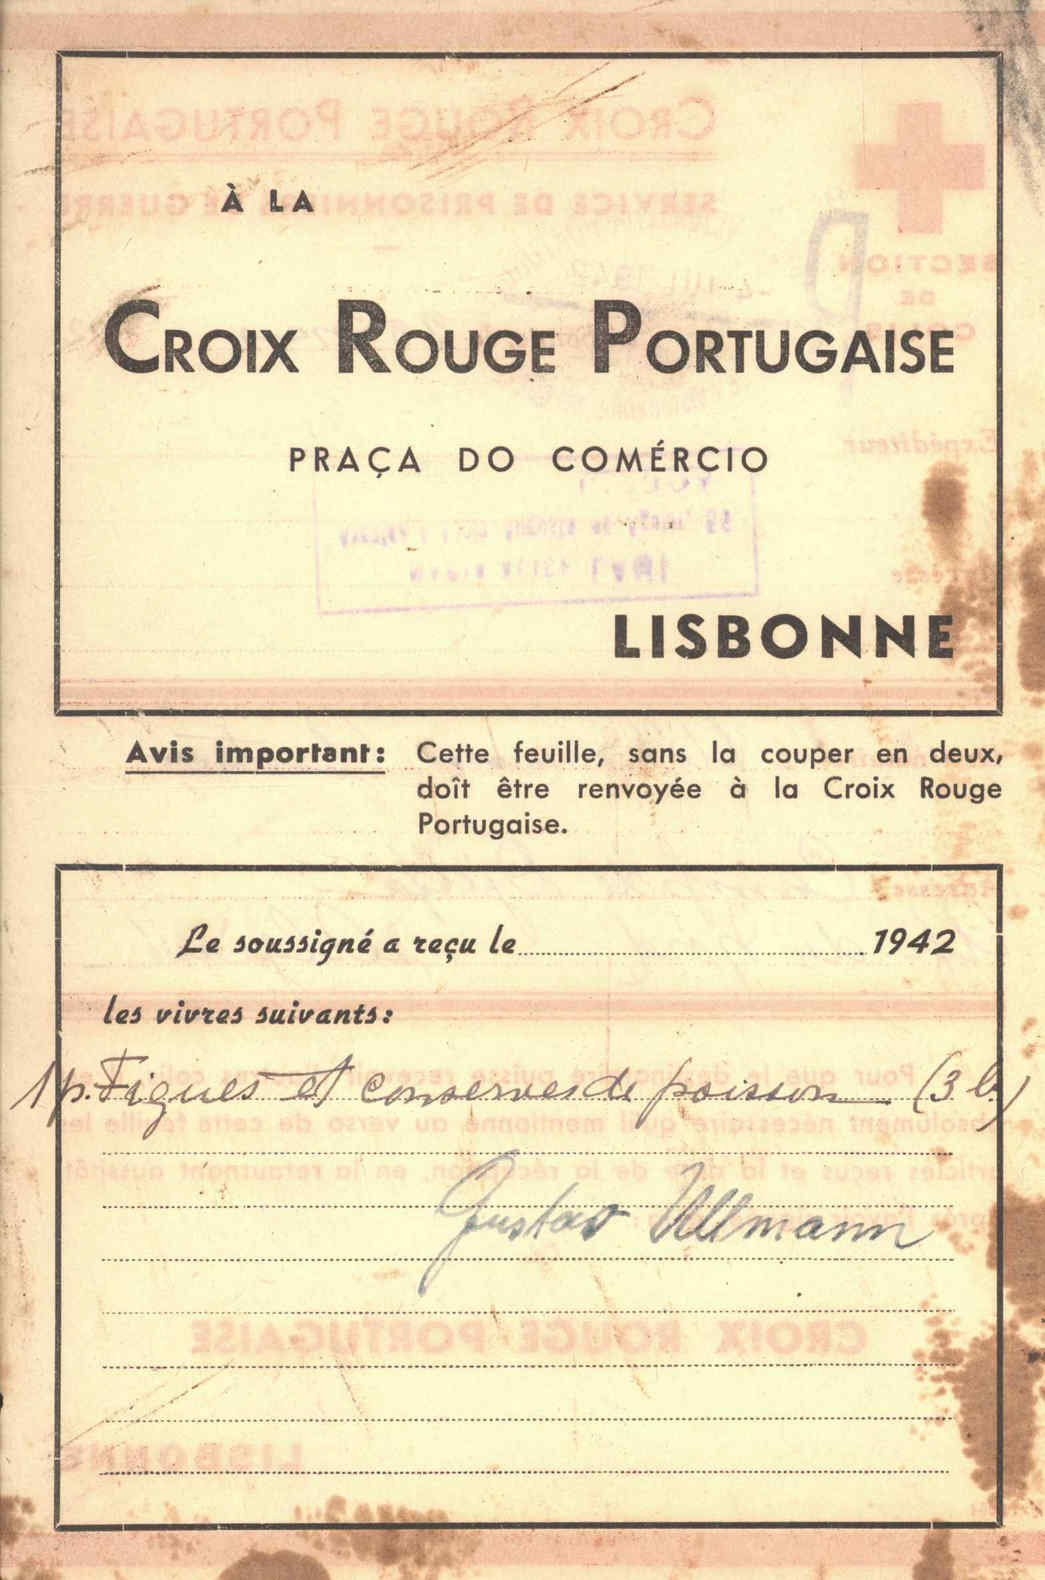 À LA
CROIX ROUGE PORTUGAISE
PRAÇA DO COMÉRCIO
LISBONNE
Avis important: Cette feuille, sans la couper en deux,
doît être renvoyée à la Croix Rouge
Portugaise.
Le soussigné a reçu le 1942
les vivres suivants:
1 p. Figues et conserves de poisson (3 b.)
Gustav Ullmann